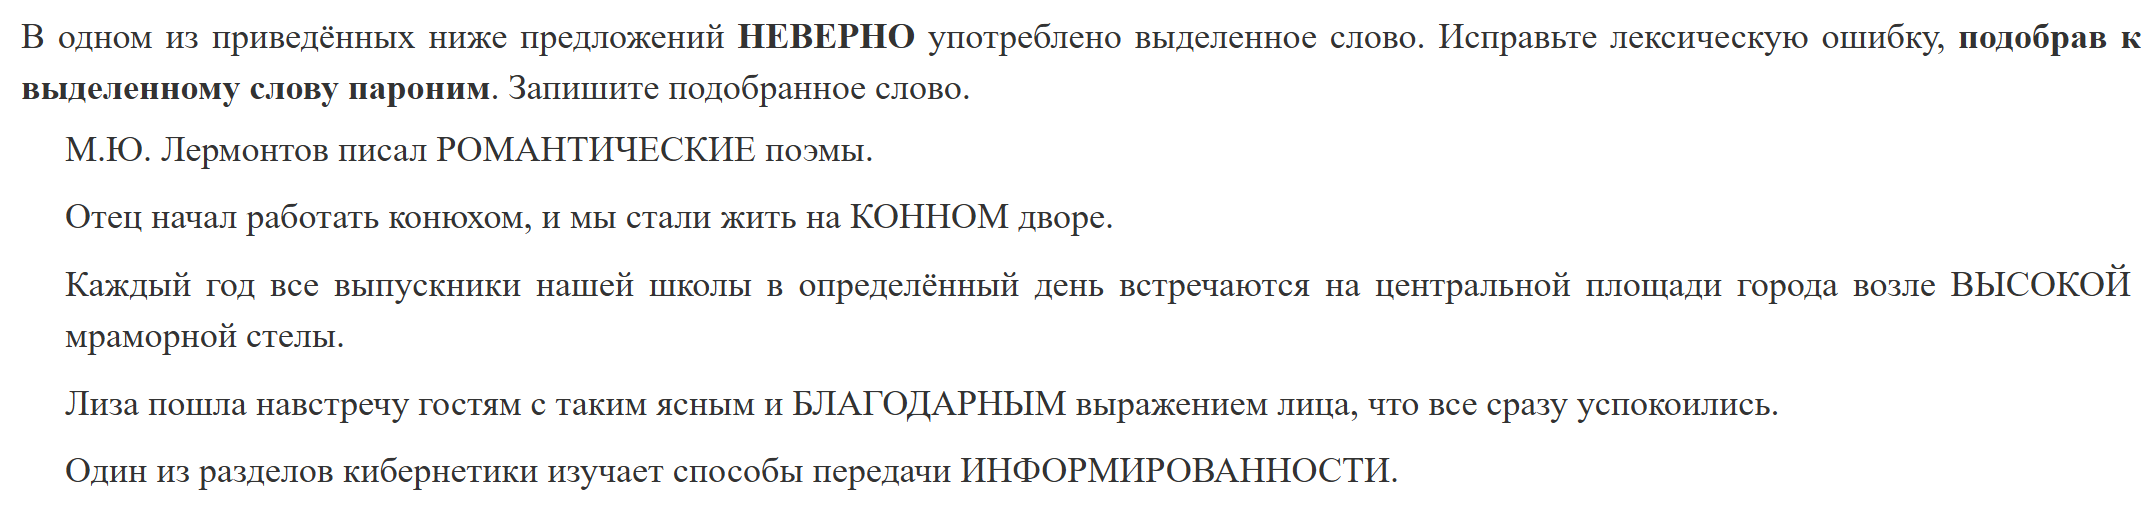 В одном из приведённых ниже предложений НЕВЕРНО употреблено выделенное слово. Исправьте лексическую ошибку, подобрав к
выделенному слову пароним. Запишите подобранное слово.
М.Ю. Лермонтов писал РОМАНТИЧЕСКИЕ поэмы.
Отец начал работать конюхом, и мы стали жить на КОННОМ дворе.
Каждый год все выпускники нашей школы в определённый день встречаются на центральной площади города возле ВЫСОКОЙ
мраморной стелы.
Лиза пошла навстречу гостям с таким ясным и БЛАГОДАРНЫМ выражением лица, что все сразу успокоились.
Один из разделов кибернетики изучает способы передачи ИНФОРМИРОВАННОСТИ.